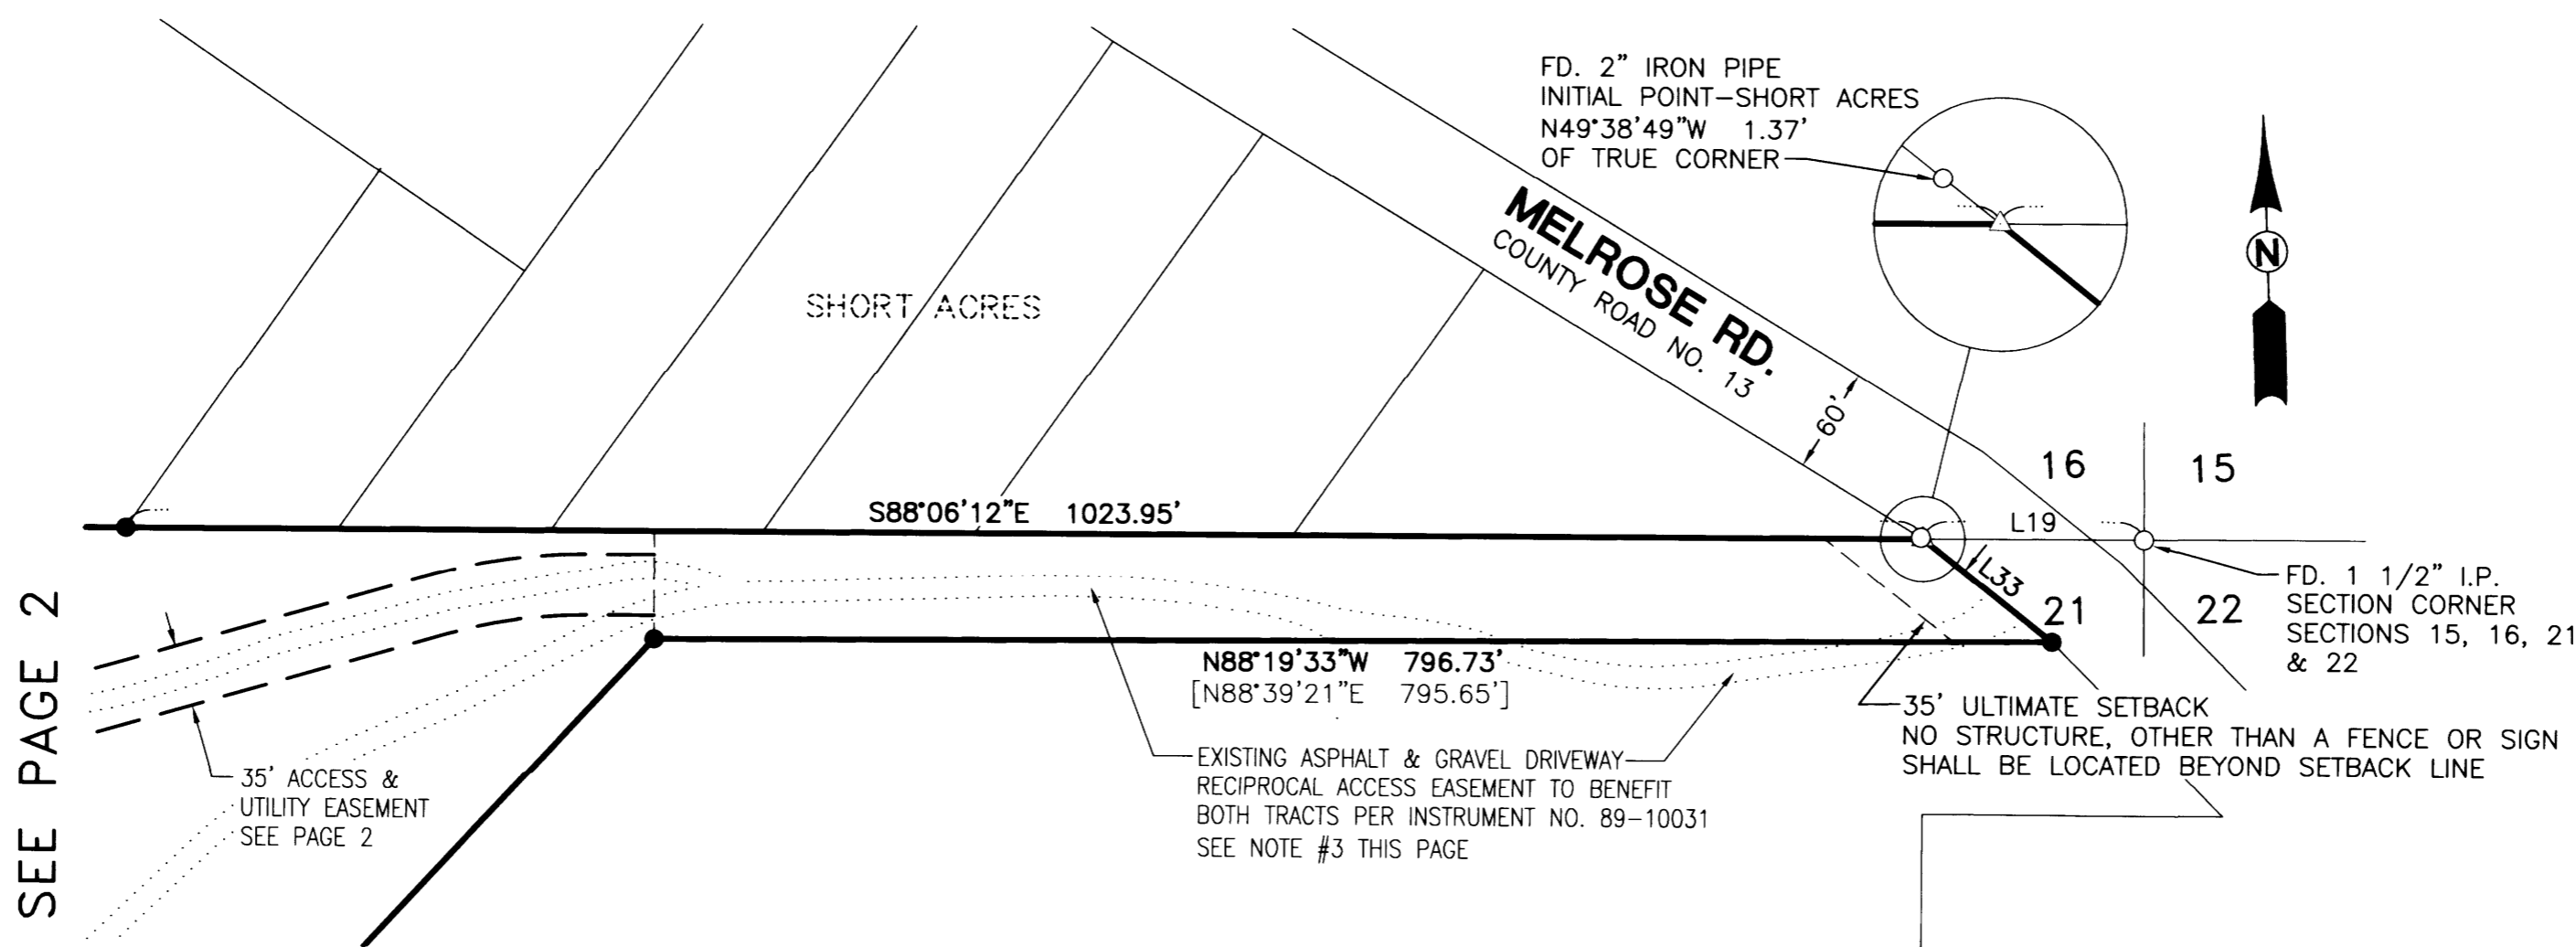 FD. 2" IRON PIPE
INITIAL POINT-SHORT ACRES
N49°38'49"W 1.37'
OF TRUE CORNER
N
MELROSE RD.
COUNTY ROAD NO. 13
60'
SHORT ACRES
16
15
S88°06'12"E 1023.95'
L19
L33
21
22
FD. 1 1/2" I.P.
SECTION CORNER
SECTIONS 15, 16, 21
& 22
N88°19'33"W 796.73'
[N88°39'21"E 795.65']
35' ULTIMATE SETBACK
NO STRUCTURE, OTHER THAN A FENCE OR SIGN
SHALL BE LOCATED BEYOND SETBACK LINE
EXISTING ASPHALT & GRAVEL DRIVEWAY
RECIPROCAL ACCESS EASEMENT TO BENEFIT
BOTH TRACTS PER INSTRUMENT NO. 89-10031
SEE NOTE #3 THIS PAGE
35' ACCESS &
UTILITY EASEMENT
SEE PAGE 2
SEE PAGE 2